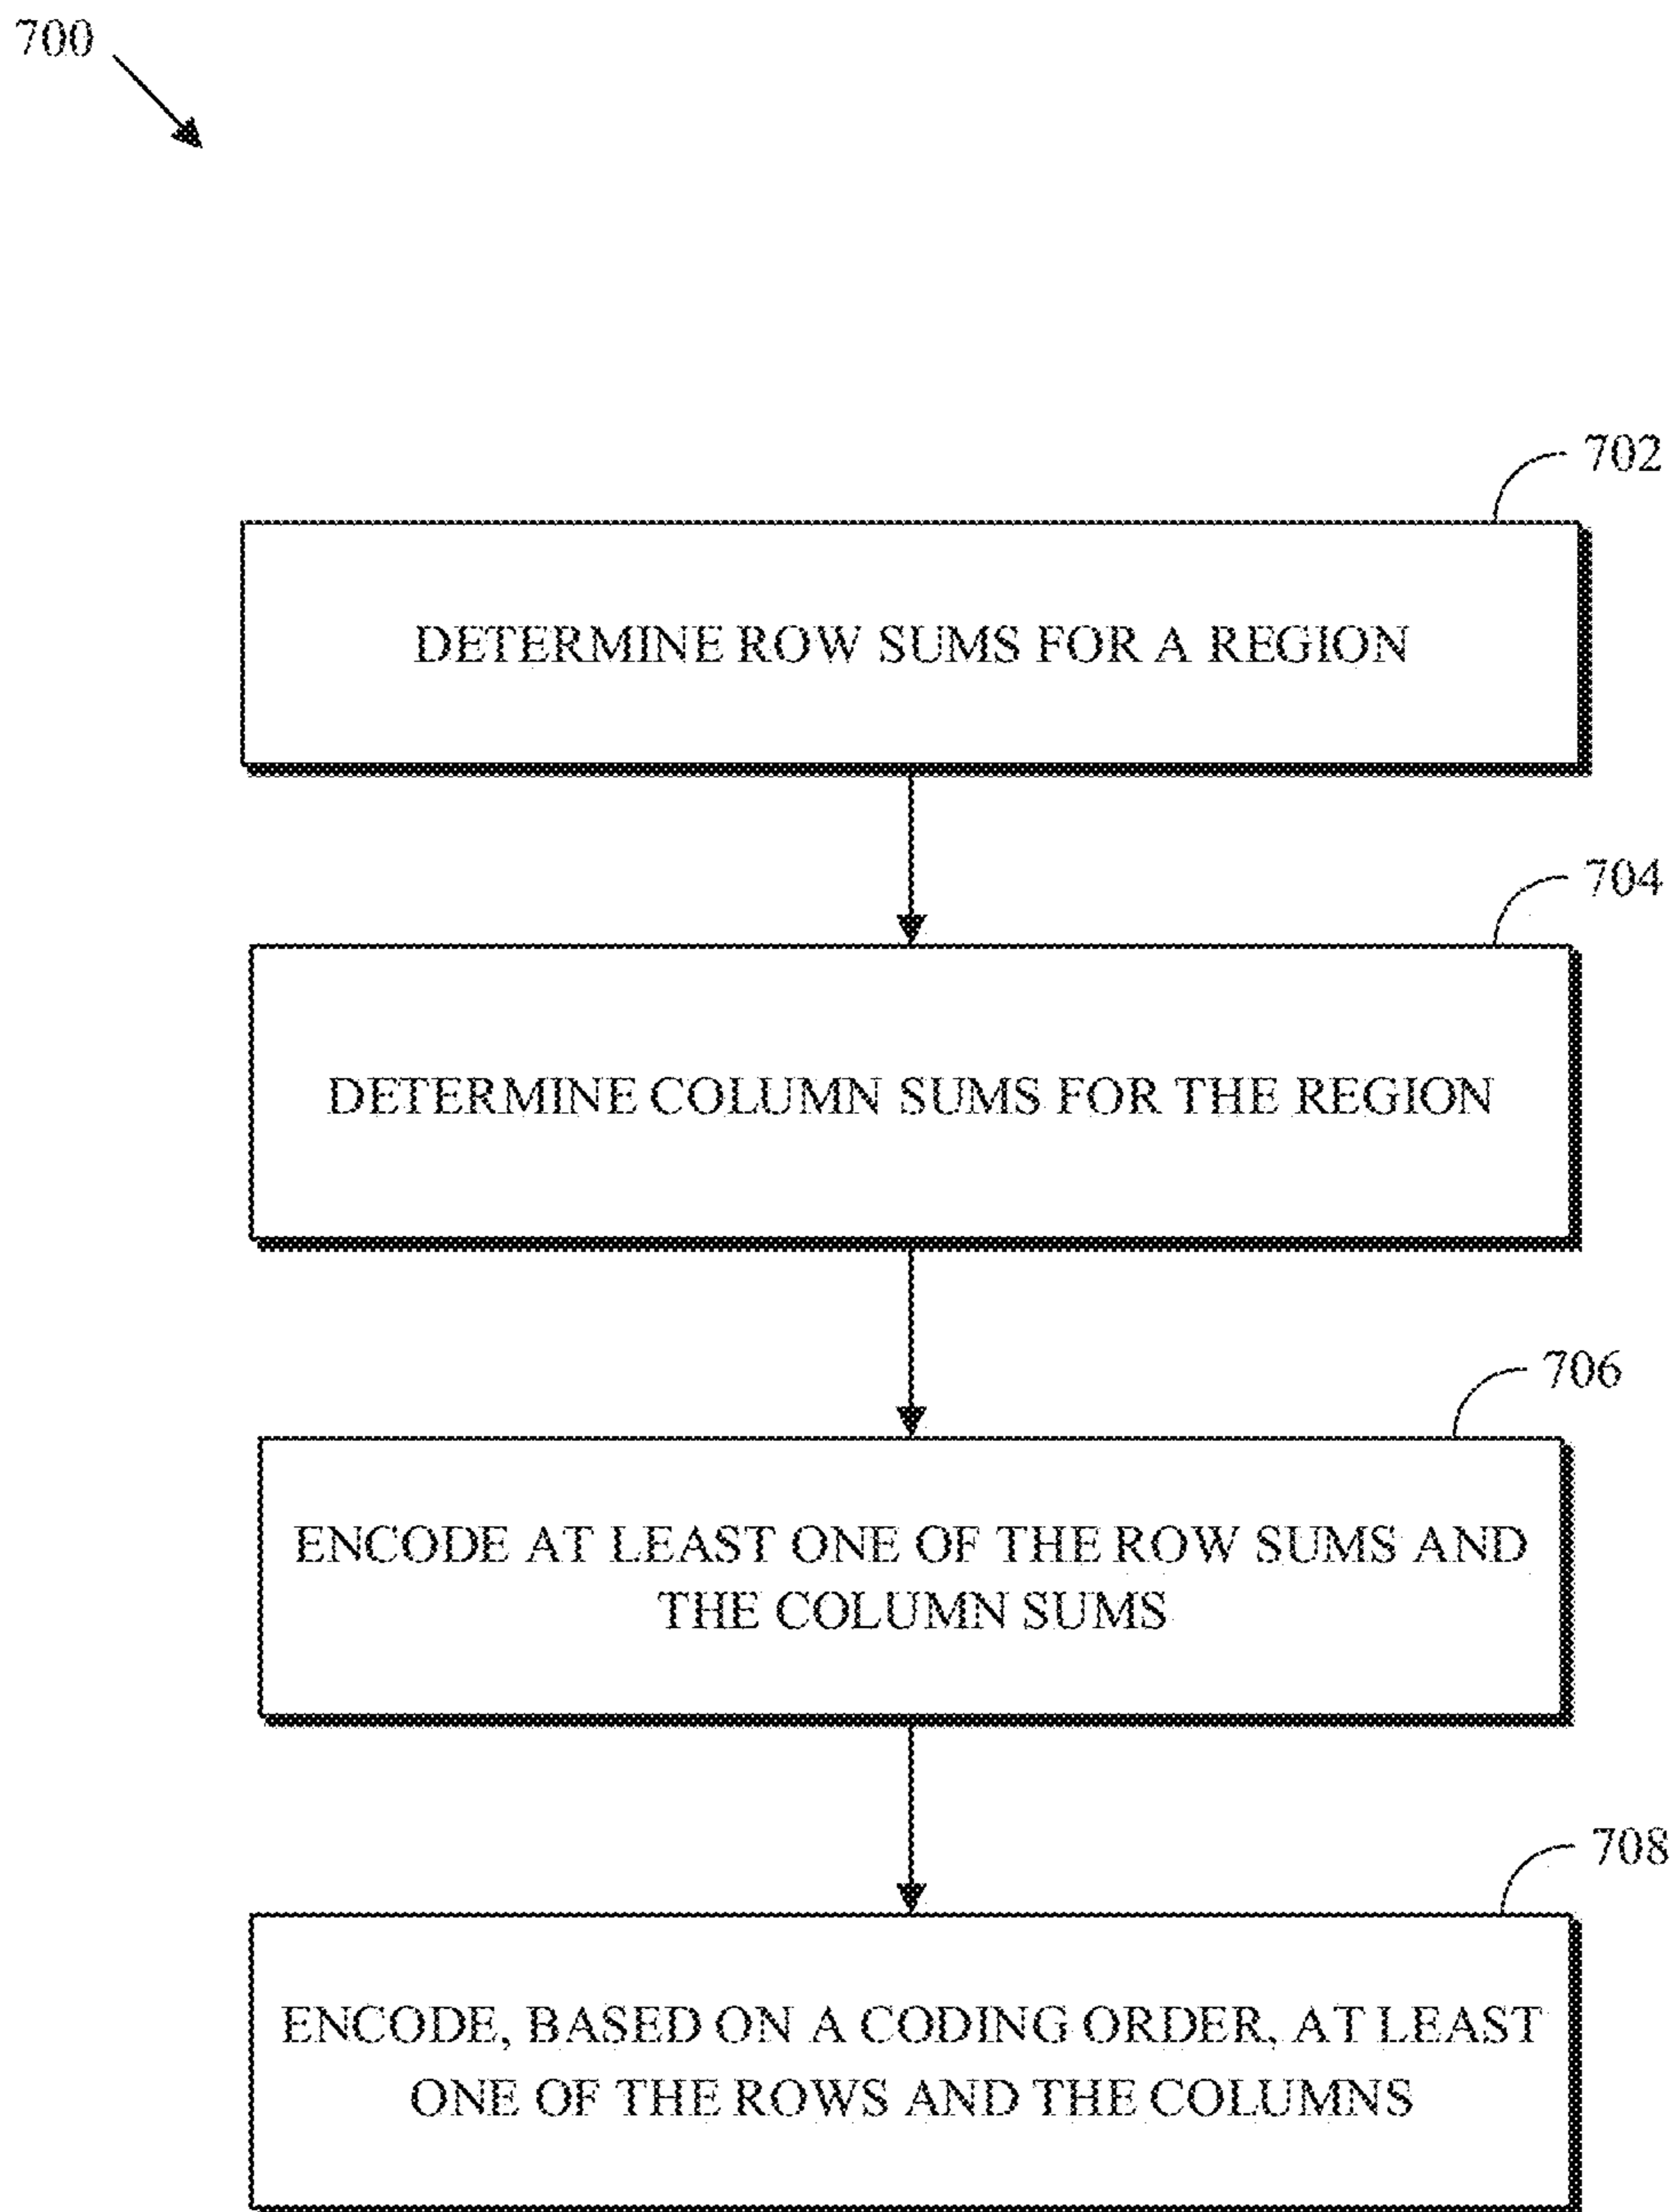 700
702
DETERMINE ROW SUMS FOR A REGION
704
DETERMINE COLUMN SUMS FOR THE REGION
706
ENCODE AT LEAST ONE OF THE ROW SUMS AND
THE COLUMN SUMS
708
ENCODE, BASED ON A CODING ORDER, AT LEAST
ONE OF THE ROWS AND THE COLUMNS